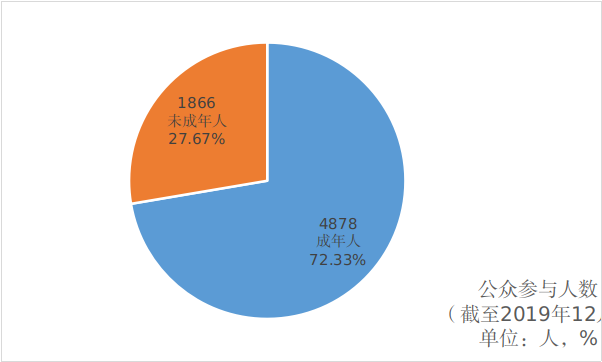 1866
未成年人
27.67%
4878
成年人
72.33%
公众参与人数
（截至2019年12
单位：人，%